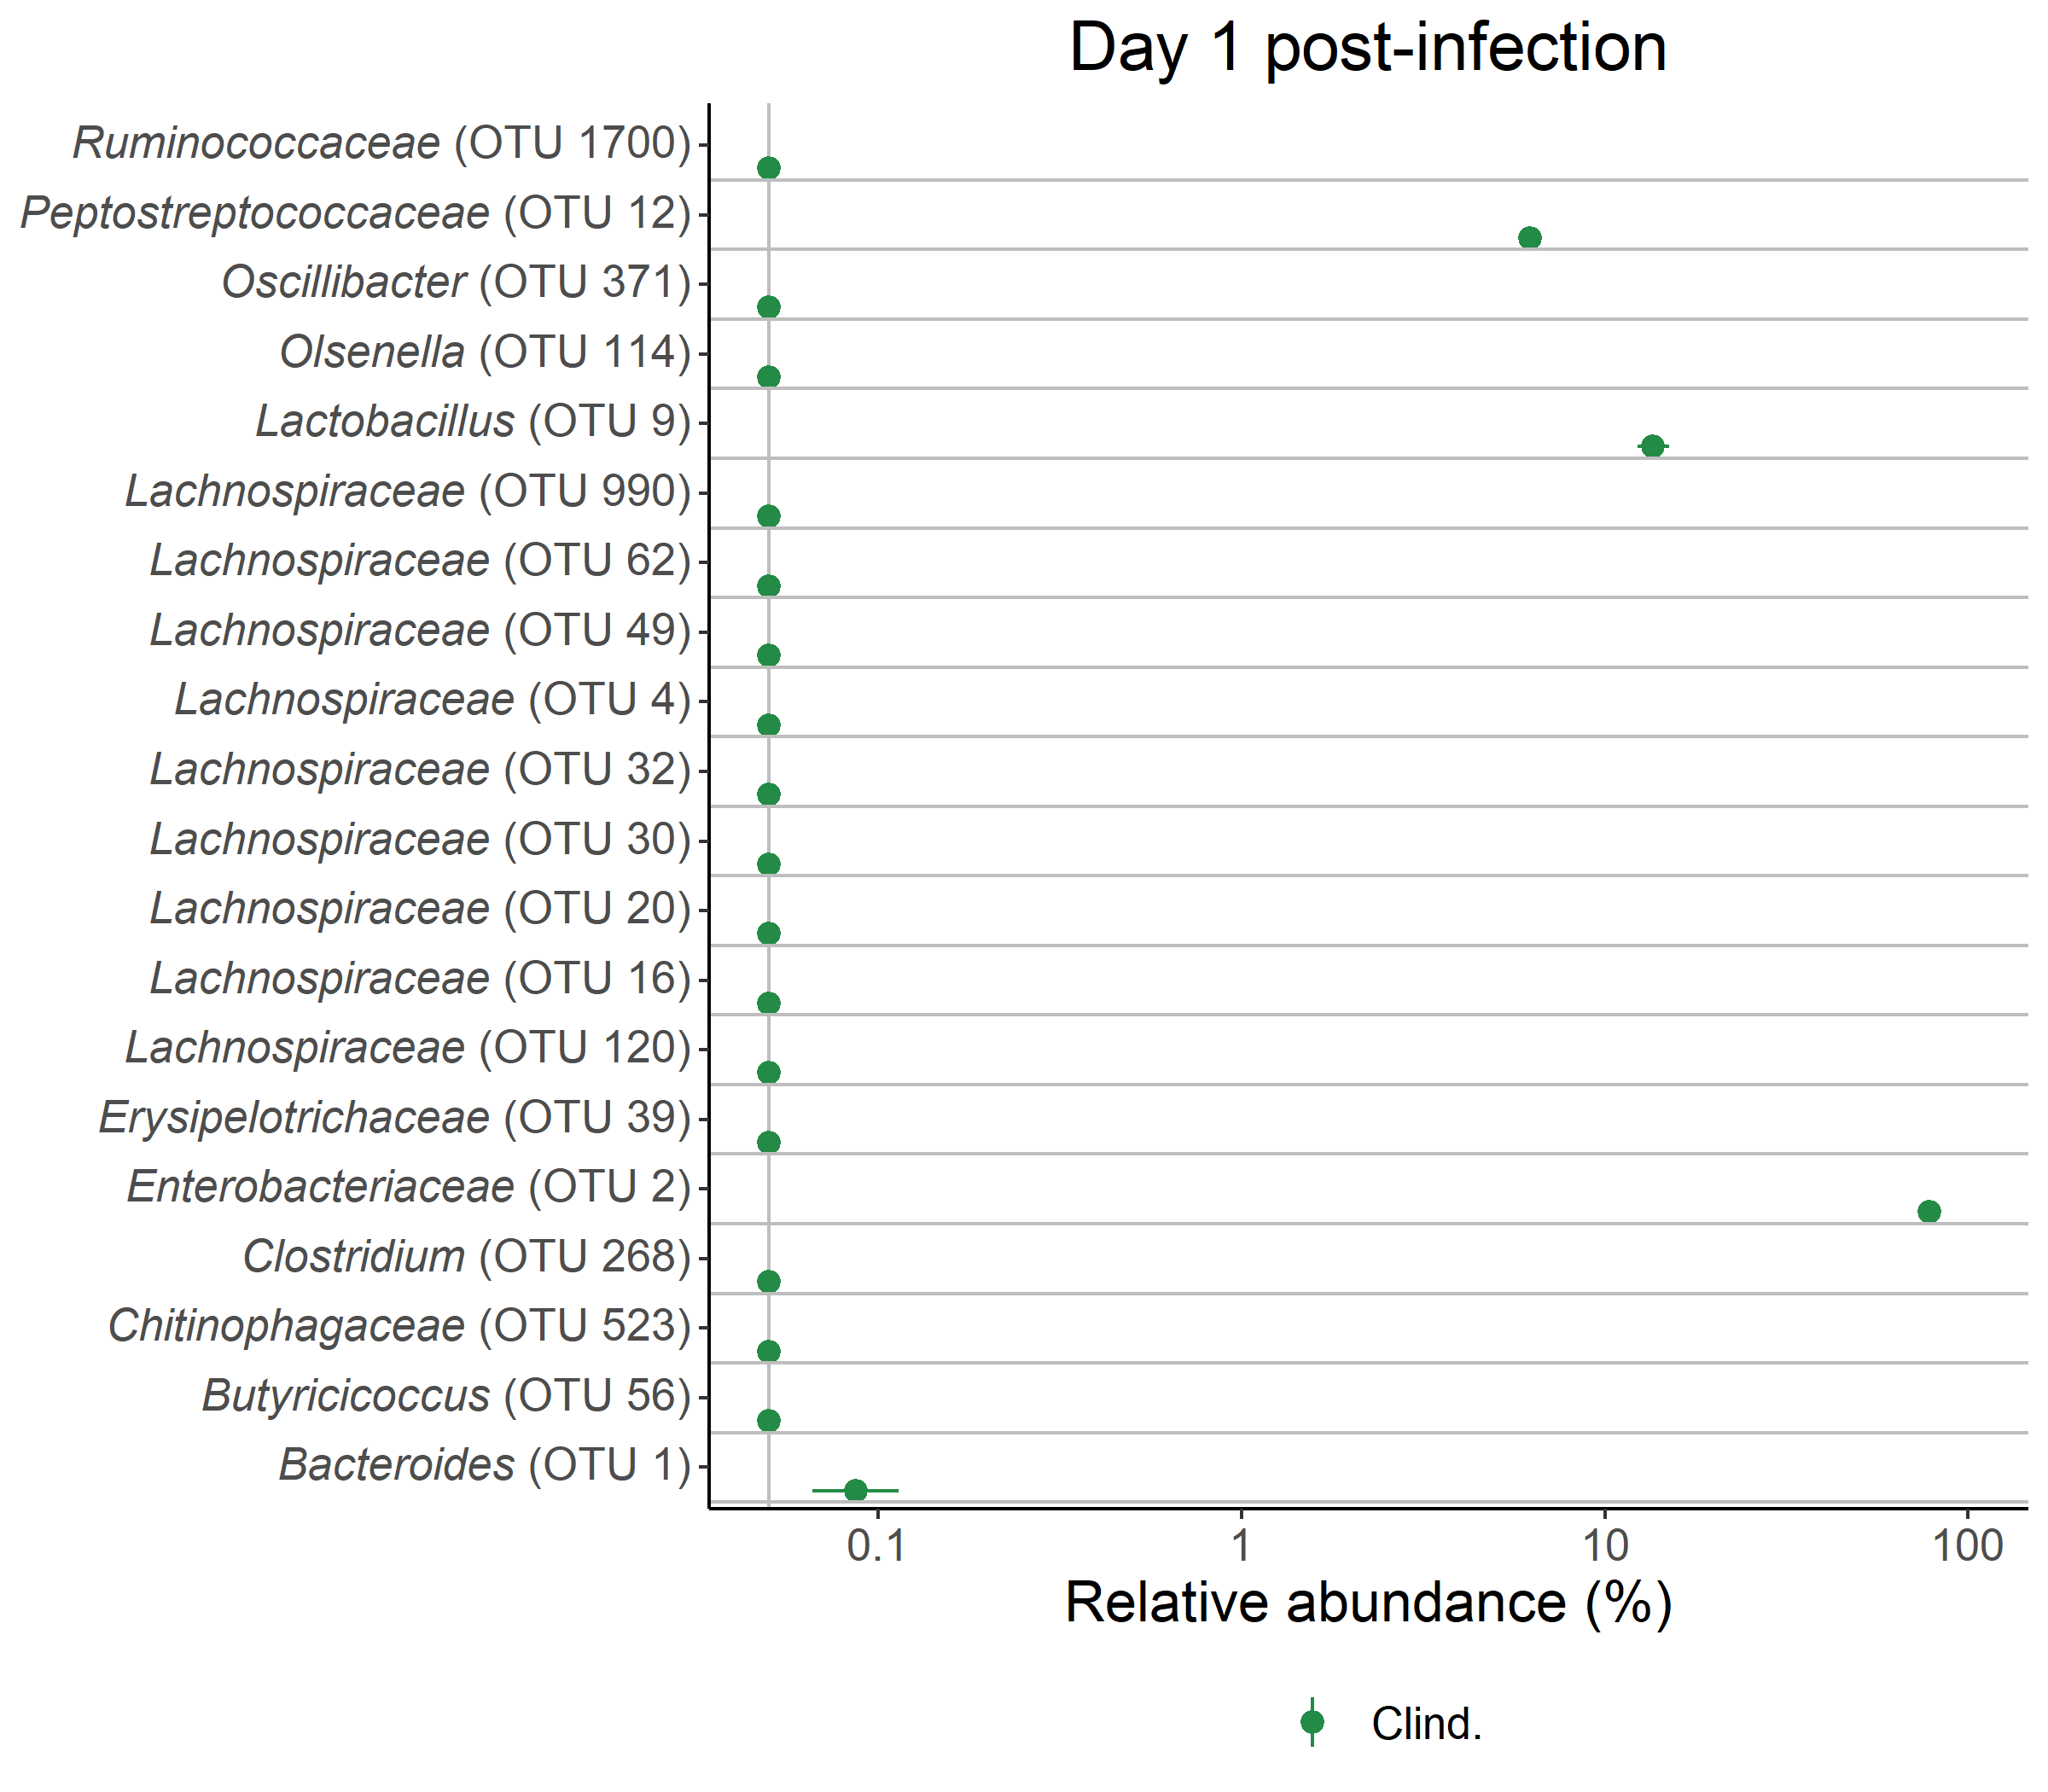 Day 1 post-infection
Ruminococcaceae (OTU 1700)
Peptostreptococcaceae (OTU 12)
Oscillibacter (OTU 371)
Olsenella (OTU 114)
Lactobacillus (OTU 9)
Lachnospiraceae (OTU 990)
Lachnospiraceae (OTU 62)
Lachnospiraceae (OTU 49)
Lachnospiraceae (OTU 4)
Lachnospiraceae (OTU 32)
Lachnospiraceae (OTU 30)
Lachnospiraceae (OTU 20)
Lachnospiraceae (OTU 16)
Lachnospiraceae (OTU 120)
Erysipelotrichaceae (OTU 39)
Enterobacteriaceae (OTU 2)
Clostridium (OTU 268)
Chitinophagaceae (OTU 523)
Butyricicoccus (OTU 56)
Bacteroides (OTU 1)
0.1 1 10 100
Relative abundance (%)
Clind.